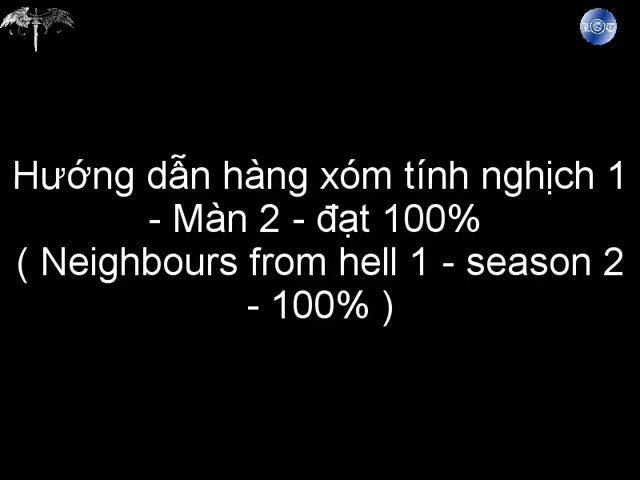 Hướng dẫn hàng xóm tính nghịch 1
- Màn 2 - đạt 100%
( Neighbours from hell 1 - season 2
- 100% )